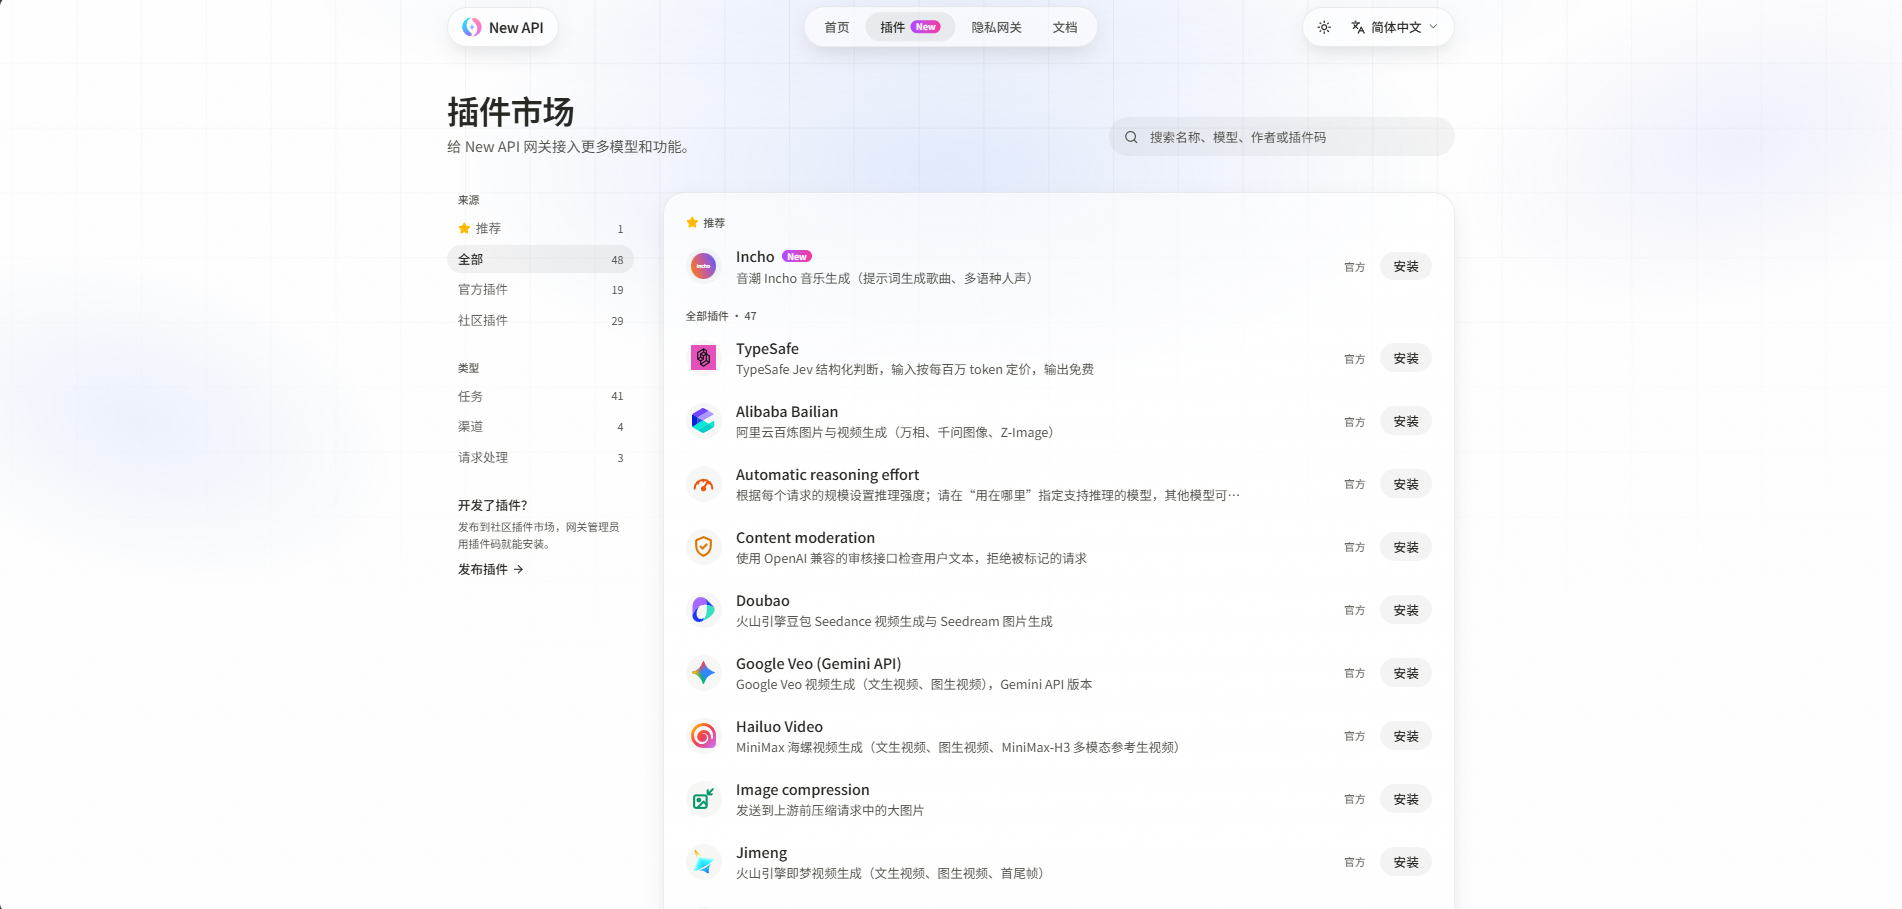 New API
首页
插件 New
隐私网关
文档
简体中文
插件市场
给 New API 网关接入更多模型和功能。
搜索名称、模型、作者或插件码
来源
推荐 1
全部 48
官方插件 19
社区插件 29
类型
任务 41
渠道 4
请求处理 3
开发了插件?
发布到社区插件市场，网关管理员
用插件码就能安装。
发布插件 →
推荐
Incho New
音潮 Incho 音乐生成（提示词生成歌曲、多语种人声）
官方 安装
全部插件 · 47
TypeSafe
TypeSafe Jev 结构化判断，输入按每百万 token 定价，输出免费
官方 安装
Alibaba Bailian
阿里云百炼图片与视频生成（万相、千问图像、Z-Image）
官方 安装
Automatic reasoning effort
根据每个请求的规模设置推理强度；请在“用在哪里”指定支持推理的模型，其他模型可…
官方 安装
Content moderation
使用 OpenAI 兼容的审核接口检查用户文本，拒绝被标记的请求
官方 安装
Doubao
火山引擎豆包 Seedance 视频生成与 Seedream 图片生成
官方 安装
Google Veo (Gemini API)
Google Veo 视频生成（文生视频、图生视频），Gemini API 版本
官方 安装
Hailuo Video
MiniMax 海螺视频生成（文生视频、图生视频、MiniMax-H3 多模态参考生视频）
官方 安装
Image compression
发送到上游前压缩请求中的大图片
官方 安装
Jimeng
火山引擎即梦视频生成（文生视频、图生视频、首尾帧）
官方 安装